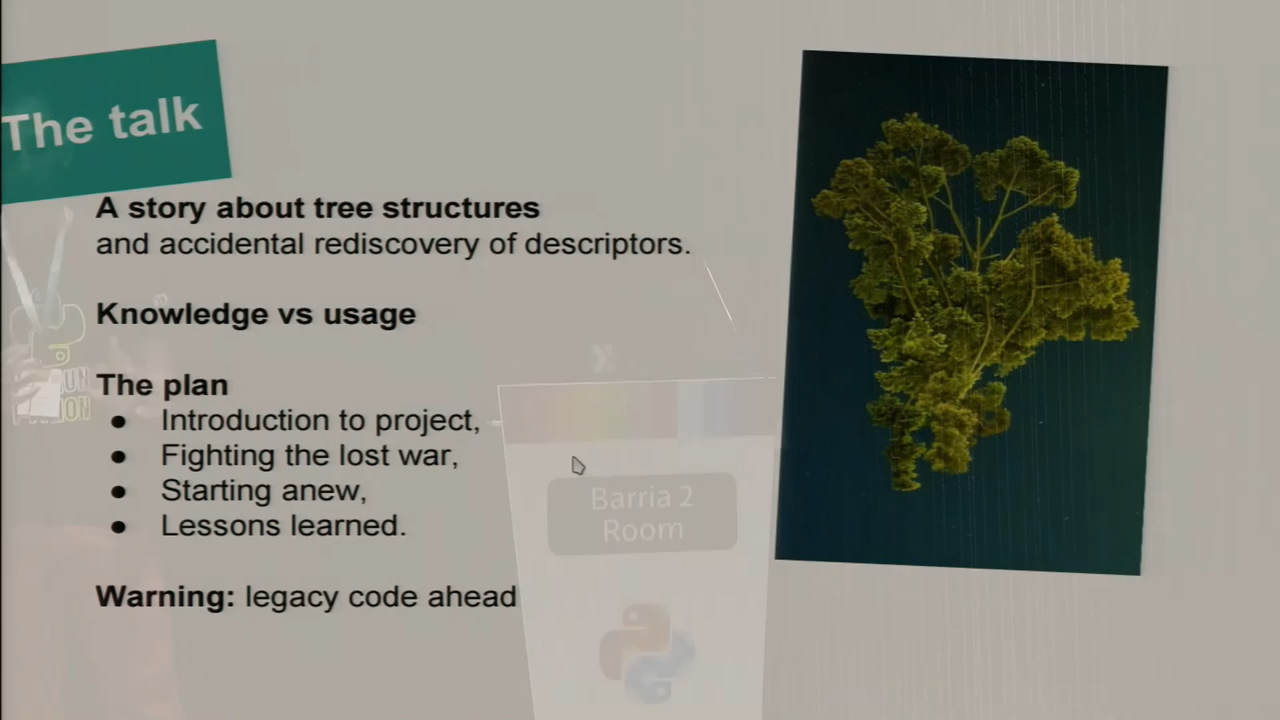 The talk
A story about tree structures
and accidental rediscovery of descriptors.
Knowledge vs usage
The plan
● Introduction to project,
● Fighting the lost war,
● Starting anew,
● Lessons learned.
Warning: legacy code ahead
Barria 2
Room